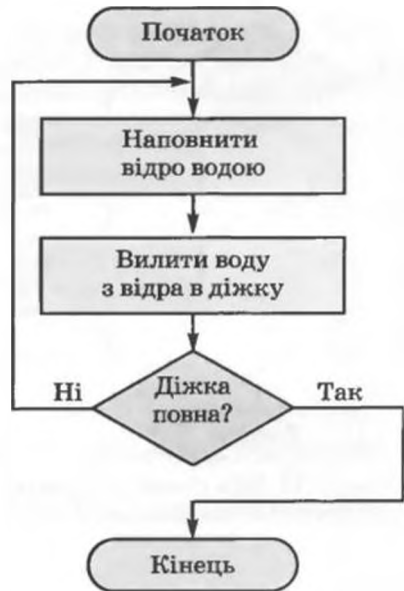 Початок
Наповнити
відро водою
Вилити воду
з відра в діжку
Ні
Діжка
повна?
Так
Кінець